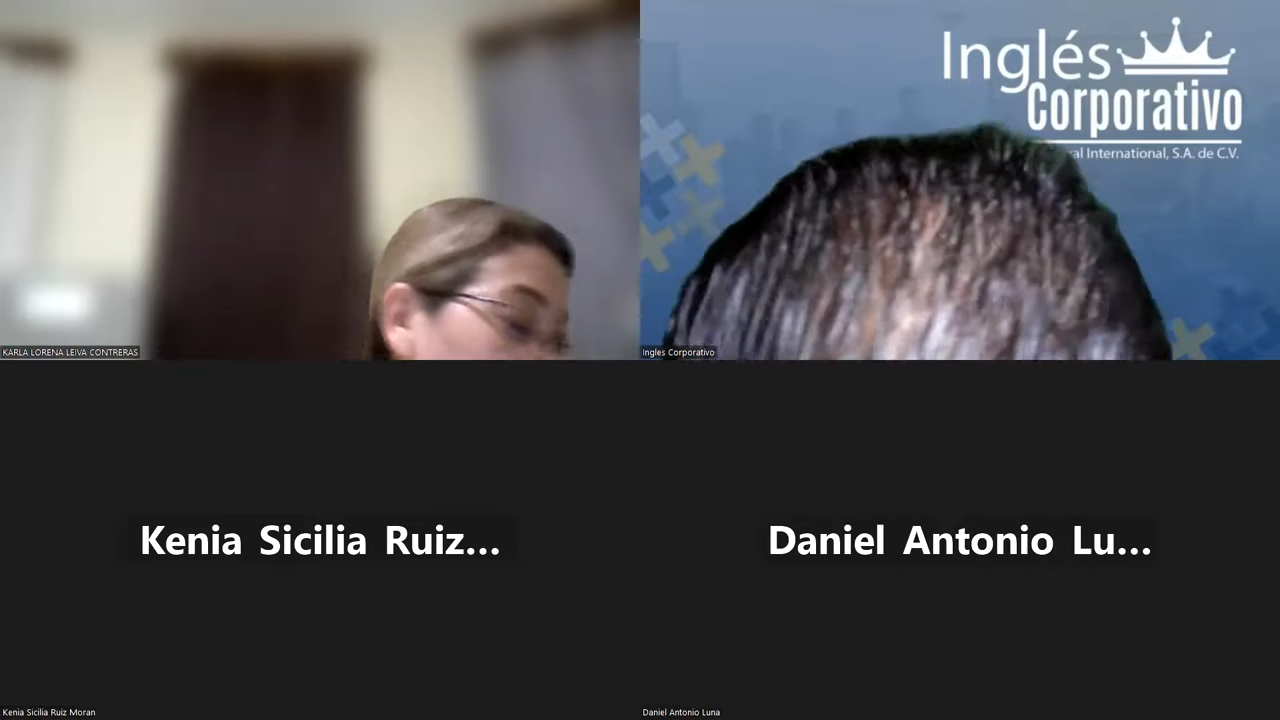 Inglés
Corporativo
ral International, S.A. de C.V.
KARLA LORENA LEIVA CONTRERAS
Ingles Corporativo
Kenia Sicilia Ruiz...
Daniel Antonio Lu...
Kenia Sicilia Ruiz Moran
Daniel Antonio Luna